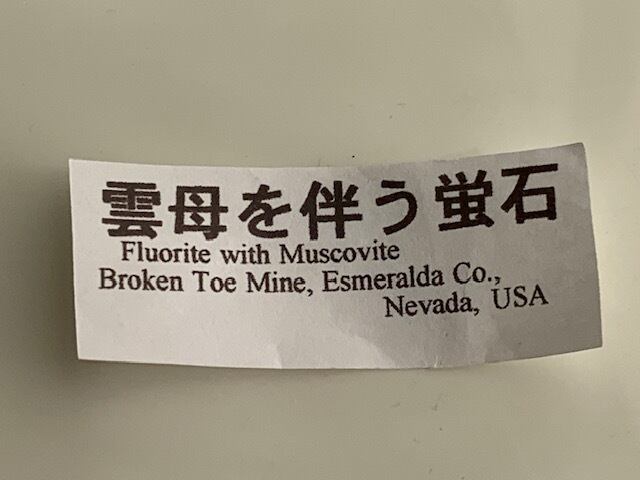 雲母を伴う蛍石
Fluorite with Muscovite
Broken Toe Mine, Esmeralda Co.,
Nevada, USA